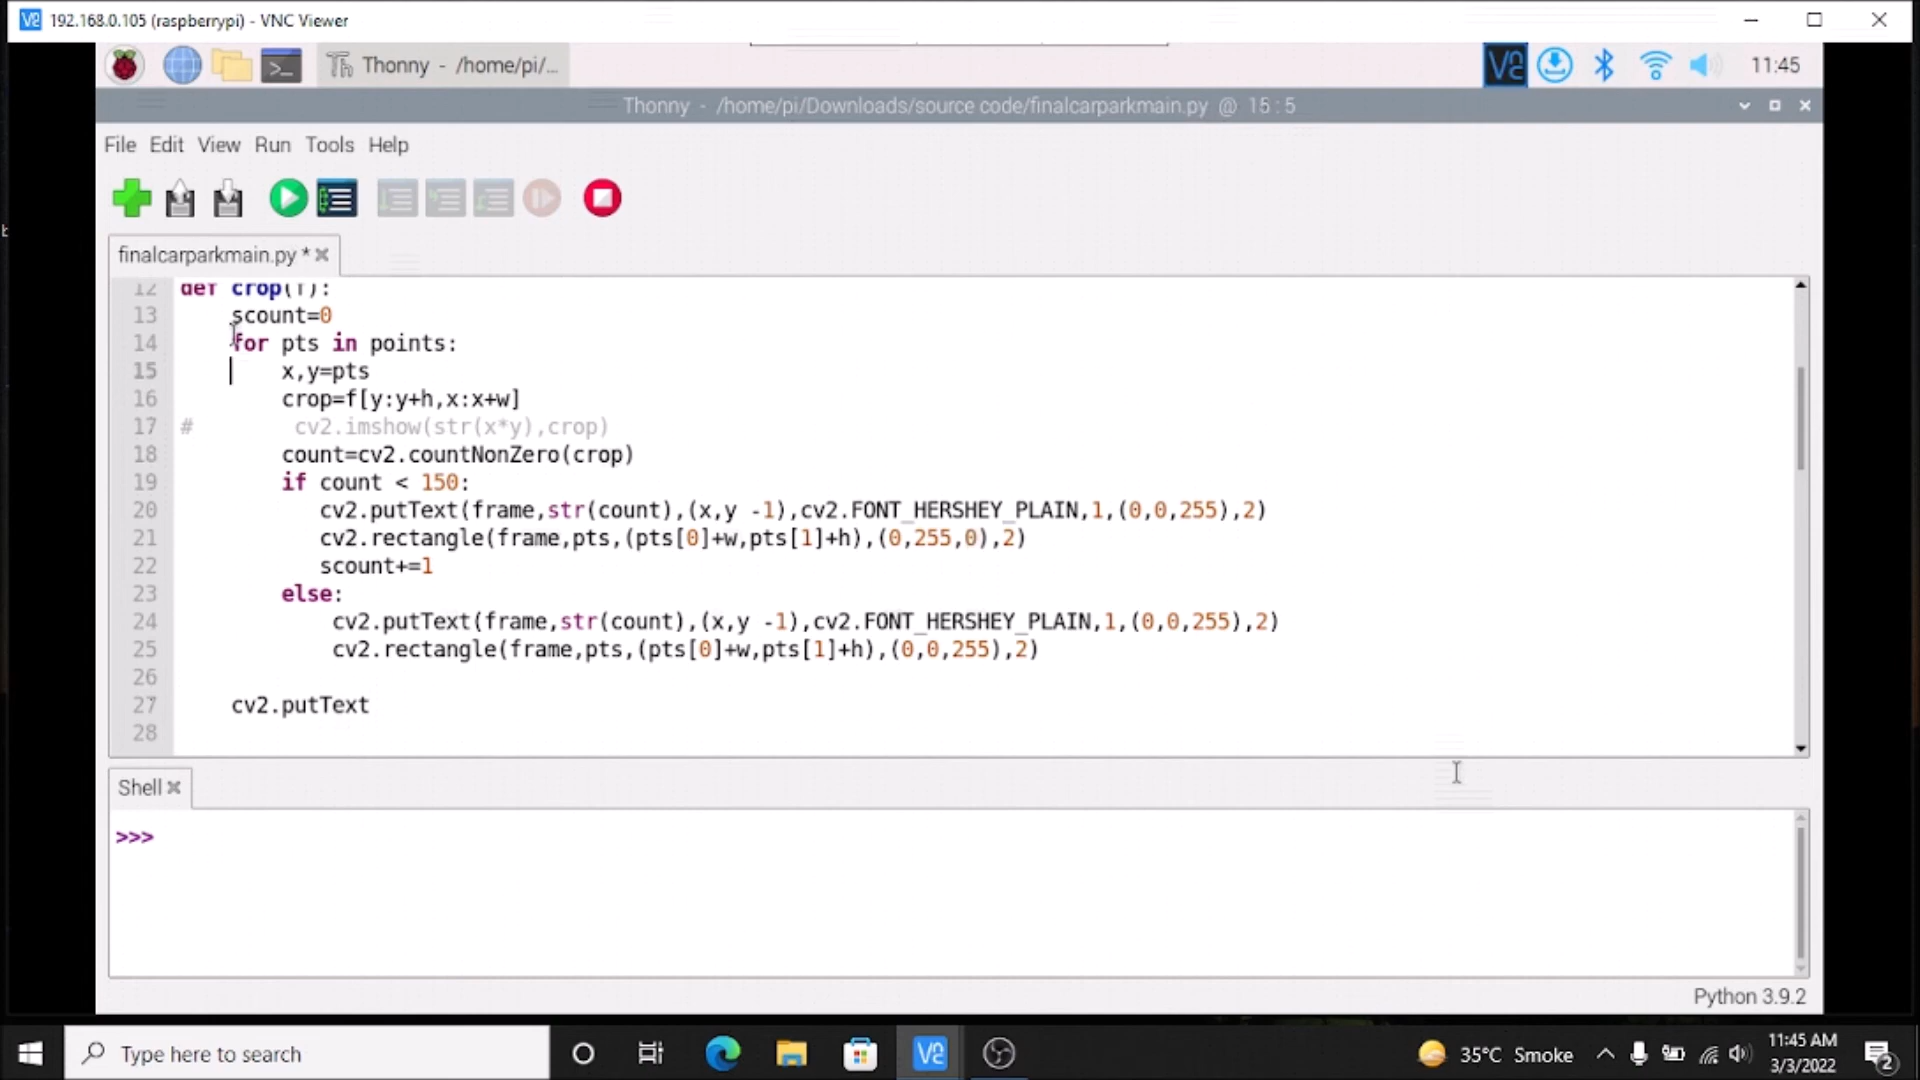 192.168.0.105 (raspberrypi) - VNC Viewer
Thonny - /home/pi/...
11:45
Thonny - /home/pi/Downloads/source code/finalcarparkmain.py @ 15:5
File Edit View Run Tools Help
finalcarparkmain.py *
12 def crop(f):
13     scount=0
14     for pts in points:
15         x,y=pts
16         crop=f[y:y+h,x:x+w]
17 #        cv2.imshow(str(x*y),crop)
18         count=cv2.countNonZero(crop)
19         if count < 150:
20            cv2.putText(frame,str(count),(x,y -1),cv2.FONT_HERSHEY_PLAIN,1,(0,0,255),2)
21            cv2.rectangle(frame,pts,(pts[0]+w,pts[1]+h),(0,255,0),2)
22            scount+=1
23         else:
24             cv2.putText(frame,str(count),(x,y -1),cv2.FONT_HERSHEY_PLAIN,1,(0,0,255),2)
25             cv2.rectangle(frame,pts,(pts[0]+w,pts[1]+h),(0,0,255),2)
26
27     cv2.putText
28
Shell
>>>
Python 3.9.2
Type here to search
35°C Smoke
11:45 AM
3/3/2022
2